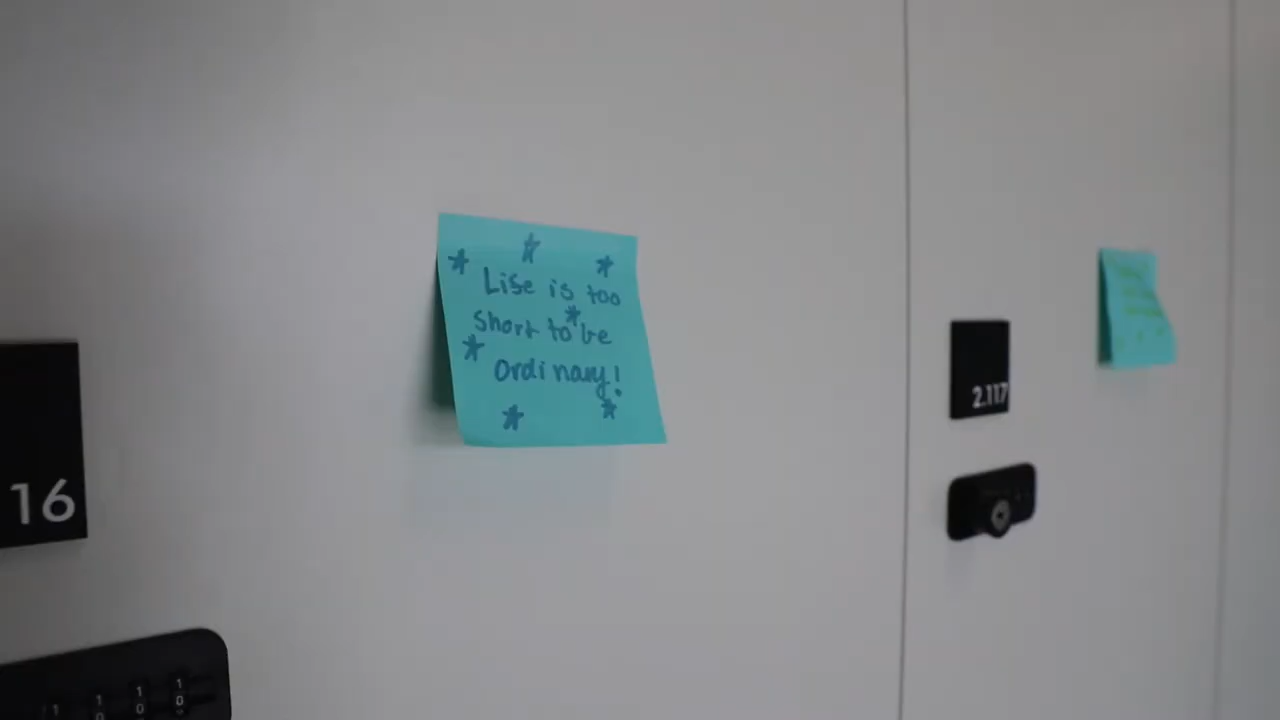 Life is too
short to be
ordinary!
16
2.117